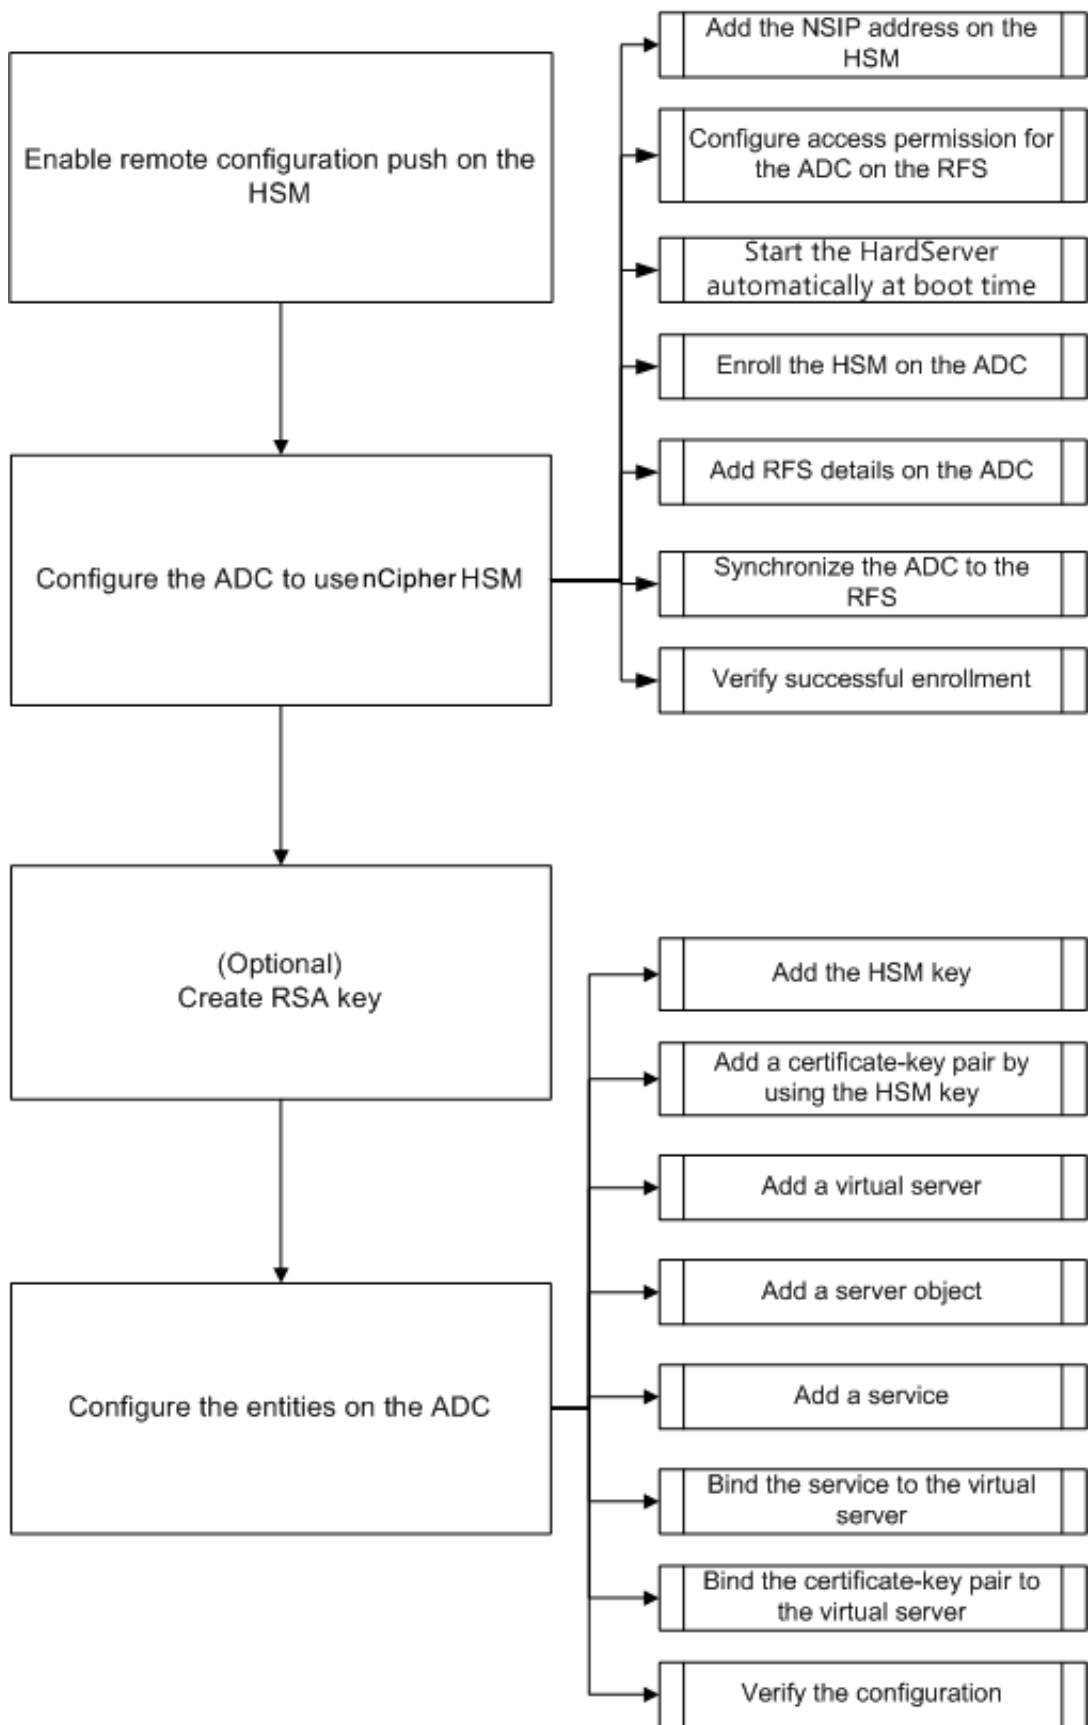 Enable remote configuration push on the
HSM
Add the NSIP address on the
HSM
Configure access permission for
the ADC on the RFS
Start the HardServer
automatically at boot time
Enroll the HSM on the ADC
Add RFS details on the ADC
Configure the ADC to use nCipher HSM
Synchronize the ADC to the
RFS
Verify successful enrollment
(Optional)
Create RSA key
Add the HSM key
Add a certificate-key pair by
using the HSM key
Add a virtual server
Add a server object
Configure the entities on the ADC
Add a service
Bind the service to the virtual
server
Bind the certificate-key pair to
the virtual server
Verify the configuration